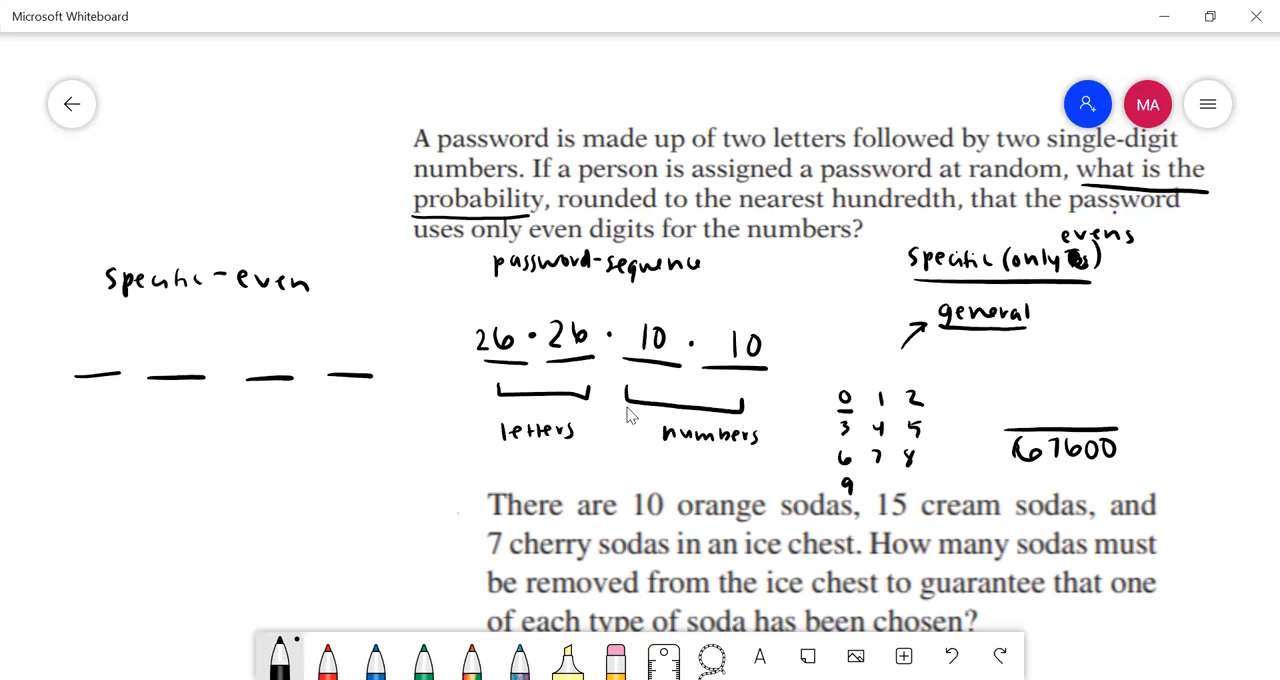 Microsoft Whiteboard
MA
A password is made up of two letters followed by two single-digit
numbers. If a person is assigned a password at random, what is the
probability, rounded to the nearest hundredth, that the password
uses only even digits for the numbers?
evens
password-sequence
specific (only )
specific-even
general
26 · 26 · 10 · 10
letters
numbers
0 1 2
3 4 5
6 7 8
9
67600
There are 10 orange sodas, 15 cream sodas, and
7 cherry sodas in an ice chest. How many sodas must
be removed from the ice chest to guarantee that one
of each type of soda has been chosen?
A